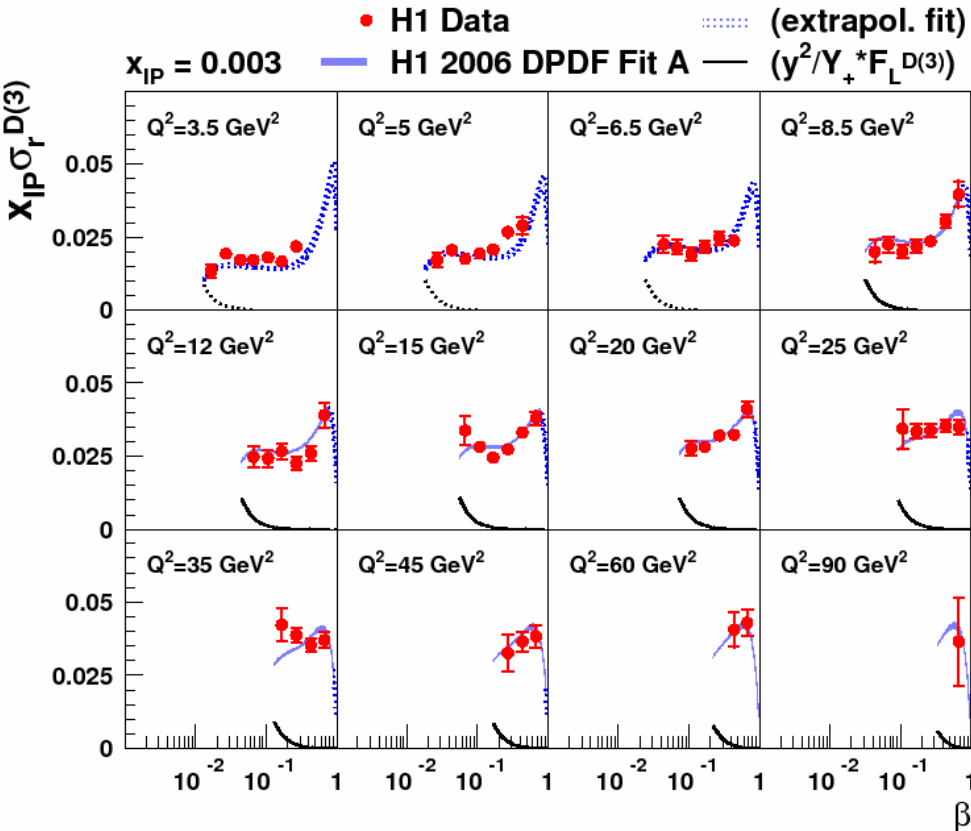 H1 Data (extrapol. fit)
x_IP = 0.003 H1 2006 DPDF Fit A (y²/Y₊*F_L^D(3))
x_IP σ_r^D(3)
Q²=3.5 GeV² Q²=5 GeV² Q²=6.5 GeV² Q²=8.5 GeV²
0.05
0.025
0
Q²=12 GeV² Q²=15 GeV² Q²=20 GeV² Q²=25 GeV²
0.05
0.025
0
Q²=35 GeV² Q²=45 GeV² Q²=60 GeV² Q²=90 GeV²
0.05
0.025
0
10⁻² 10⁻¹ 1 10⁻² 10⁻¹ 1 10⁻² 10⁻¹ 1 10⁻² 10⁻¹ 1
β